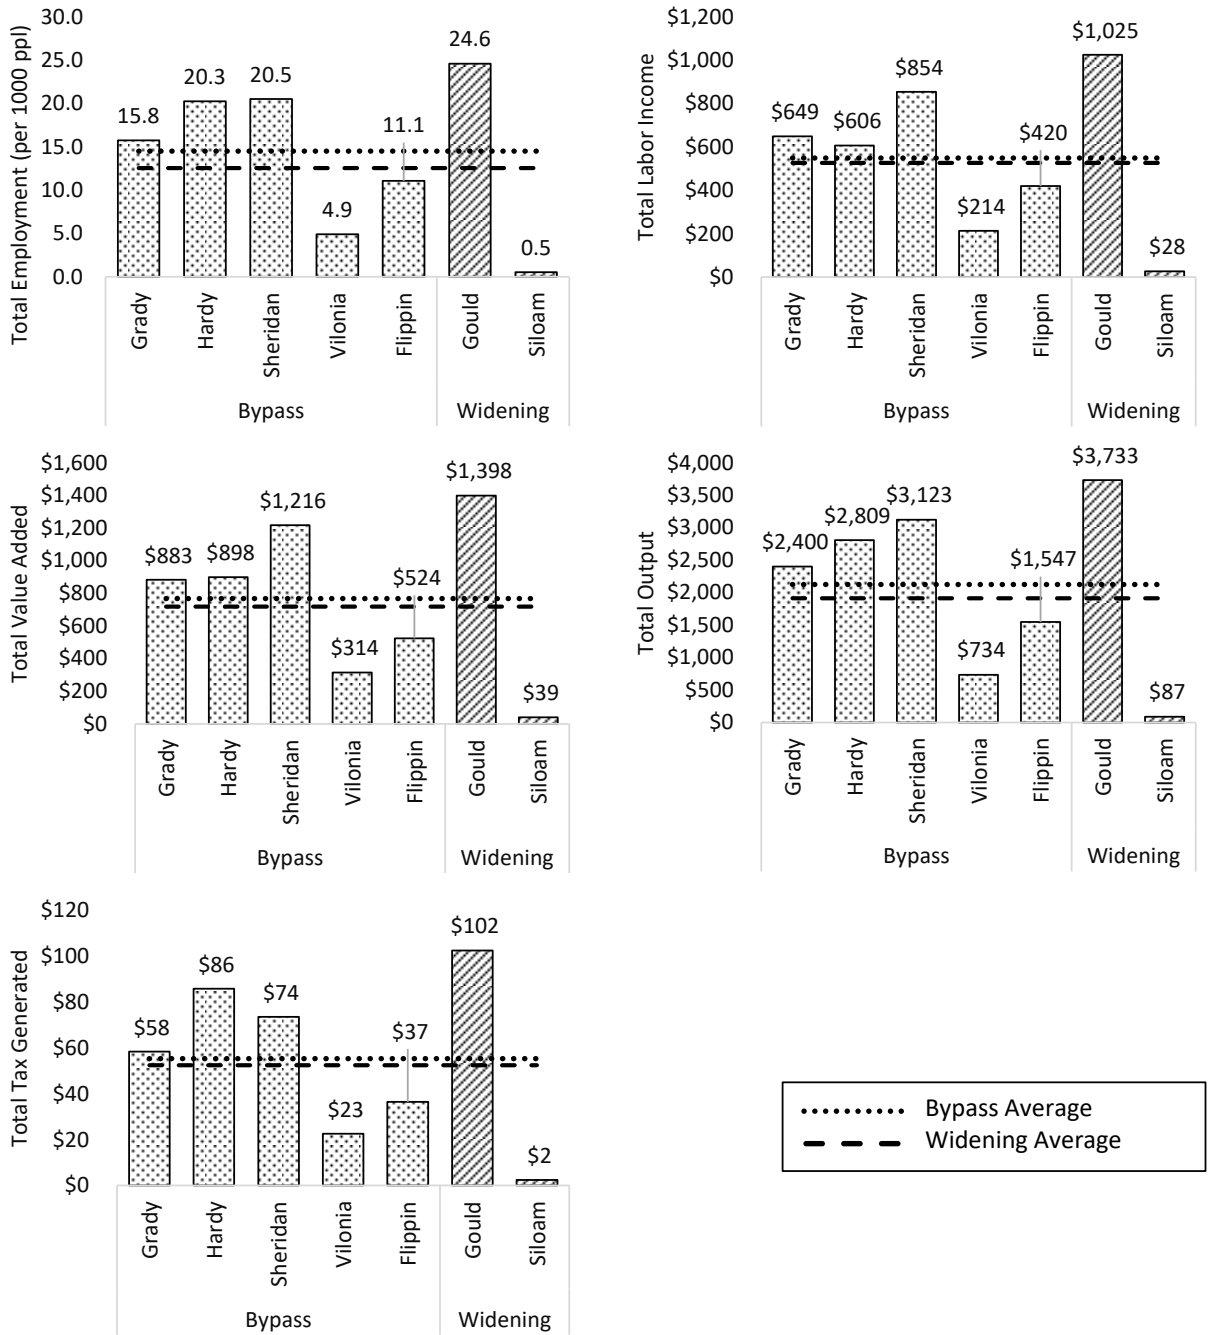 Total Employment (per 1000 ppl)
30.0
25.0
20.0
15.0
10.0
5.0
0.0
15.8
20.3
20.5
4.9
11.1
24.6
0.5
Grady
Hardy
Sheridan
Vilonia
Flippin
Gould
Siloam
Bypass
Widening
Total Labor Income
$1,200
$1,000
$800
$600
$400
$200
$0
$649
$606
$854
$214
$420
$1,025
$28
Grady
Hardy
Sheridan
Vilonia
Flippin
Gould
Siloam
Bypass
Widening
Total Value Added
$1,600
$1,400
$1,200
$1,000
$800
$600
$400
$200
$0
$883
$898
$1,216
$314
$524
$1,398
$39
Grady
Hardy
Sheridan
Vilonia
Flippin
Gould
Siloam
Bypass
Widening
Total Output
$4,000
$3,500
$3,000
$2,500
$2,000
$1,500
$1,000
$500
$0
$2,400
$2,809
$3,123
$734
$1,547
$3,733
$87
Grady
Hardy
Sheridan
Vilonia
Flippin
Gould
Siloam
Bypass
Widening
Total Tax Generated
$120
$100
$80
$60
$40
$20
$0
$58
$86
$74
$23
$37
$102
$2
Grady
Hardy
Sheridan
Vilonia
Flippin
Gould
Siloam
Bypass
Widening
Bypass Average
Widening Average